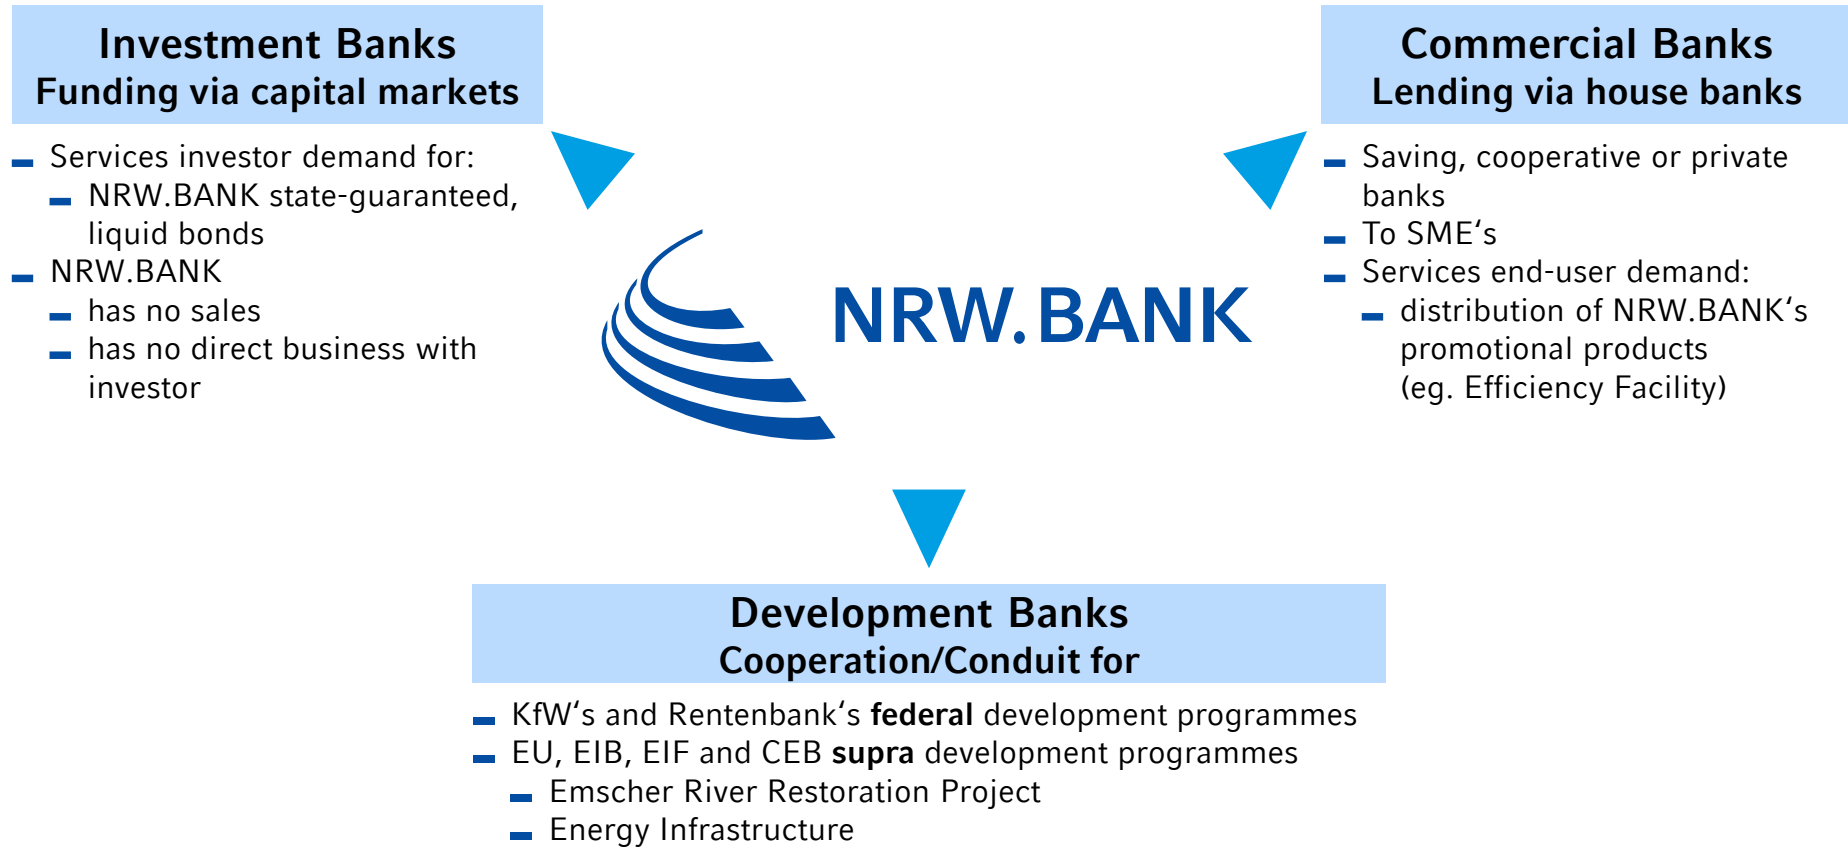 Investment Banks
Funding via capital markets
Services investor demand for:
NRW.BANK state-guaranteed,
liquid bonds
NRW.BANK
has no sales
has no direct business with
investor
Commercial Banks
Lending via house banks
Saving, cooperative or private
banks
To SME‘s
Services end-user demand:
distribution of NRW.BANK‘s
promotional products
(eg. Efficiency Facility)
NRW.BANK
Development Banks
Cooperation/Conduit for
KfW‘s and Rentenbank‘s federal development programmes
EU, EIB, EIF and CEB supra development programmes
Emscher River Restoration Project
Energy Infrastructure